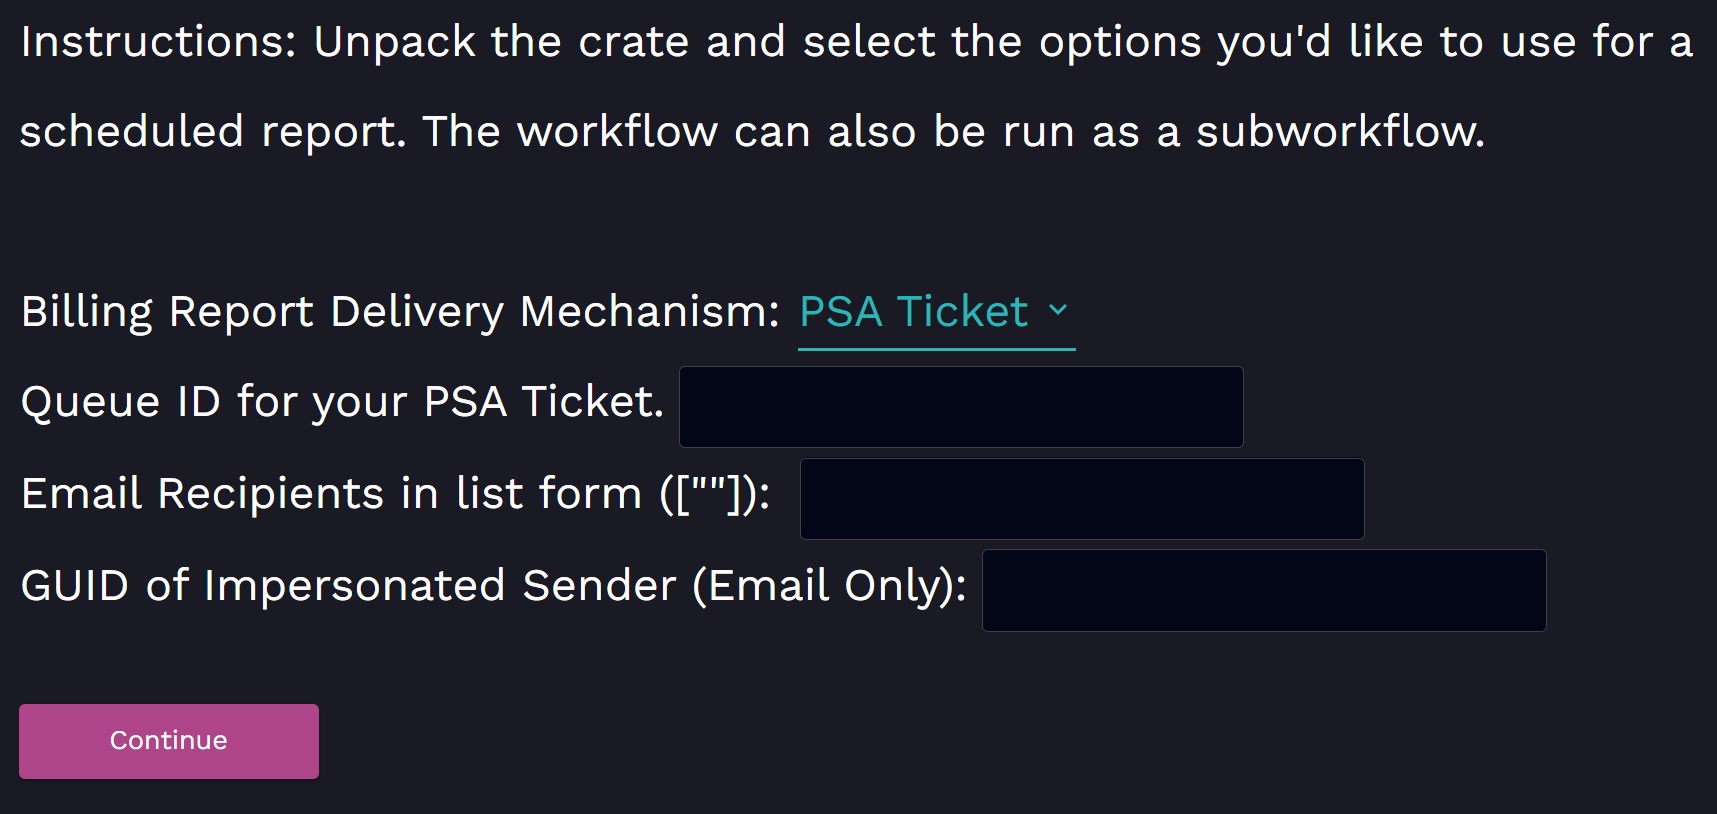 Instructions: Unpack the crate and select the options you'd like to use for a
scheduled report. The workflow can also be run as a subworkflow.
Billing Report Delivery Mechanism: PSA Ticket
Queue ID for your PSA Ticket.
Email Recipients in list form ([""]):
GUID of Impersonated Sender (Email Only):
Continue